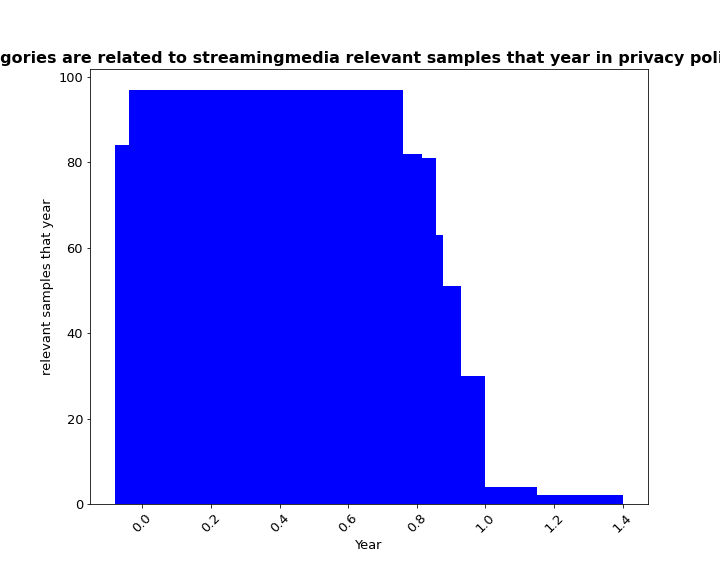 gories are related to streamingmedia relevant samples that year in privacy poli
100
80
60
40
20
0
relevant samples that year
0.0 0.2 0.4 0.6 0.8 1.0 1.2 1.4
Year